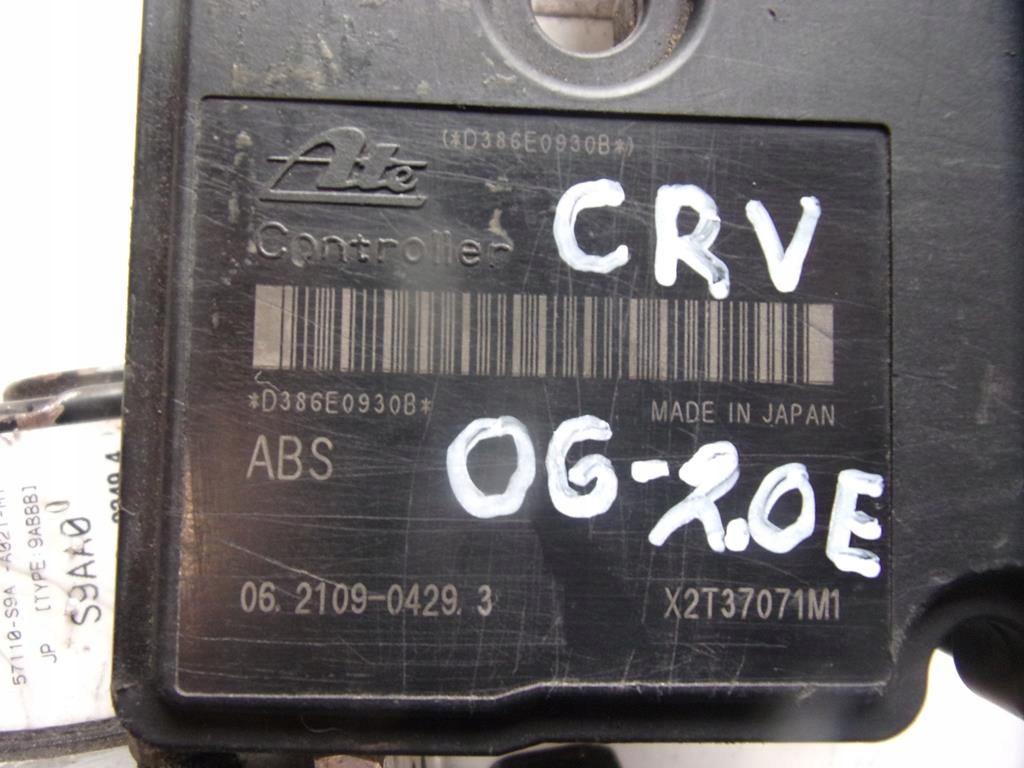 (*D386E0930B*)
Ate
Controller
CRV
*D386E0930B*
MADE IN JAPAN
ABS
06-2.0E
06.2109-0429.3
X2T37071M1
57110-S9A
JP [TYPE:9ABBB]
S9AA0